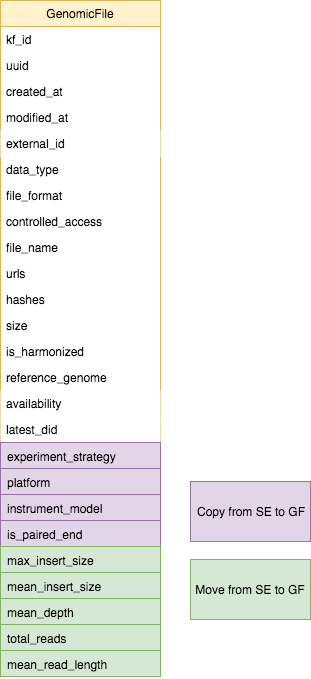 GenomicFile
kf_id
uuid
created_at
modified_at
external_id
data_type
file_format
controlled_access
file_name
urls
hashes
size
is_harmonized
reference_genome
availability
latest_did
experiment_strategy
platform
instrument_model
is_paired_end
max_insert_size
mean_insert_size
mean_depth
total_reads
mean_read_length
Copy from SE to GF
Move from SE to GF